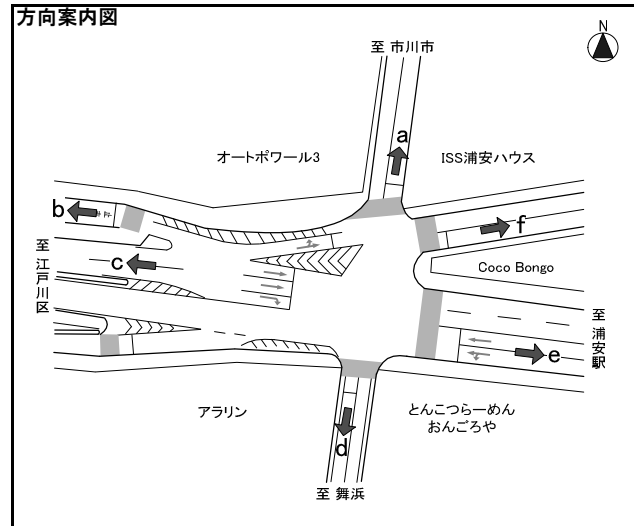 方向案内図
N
至 市川市
a
オートポワール3
ISS浦安ハウス
b
f
至江戸川区
c
Coco Bongo
至 浦安駅
e
アラリン
とんこつらーめん
おんごろや
d
至 舞浜